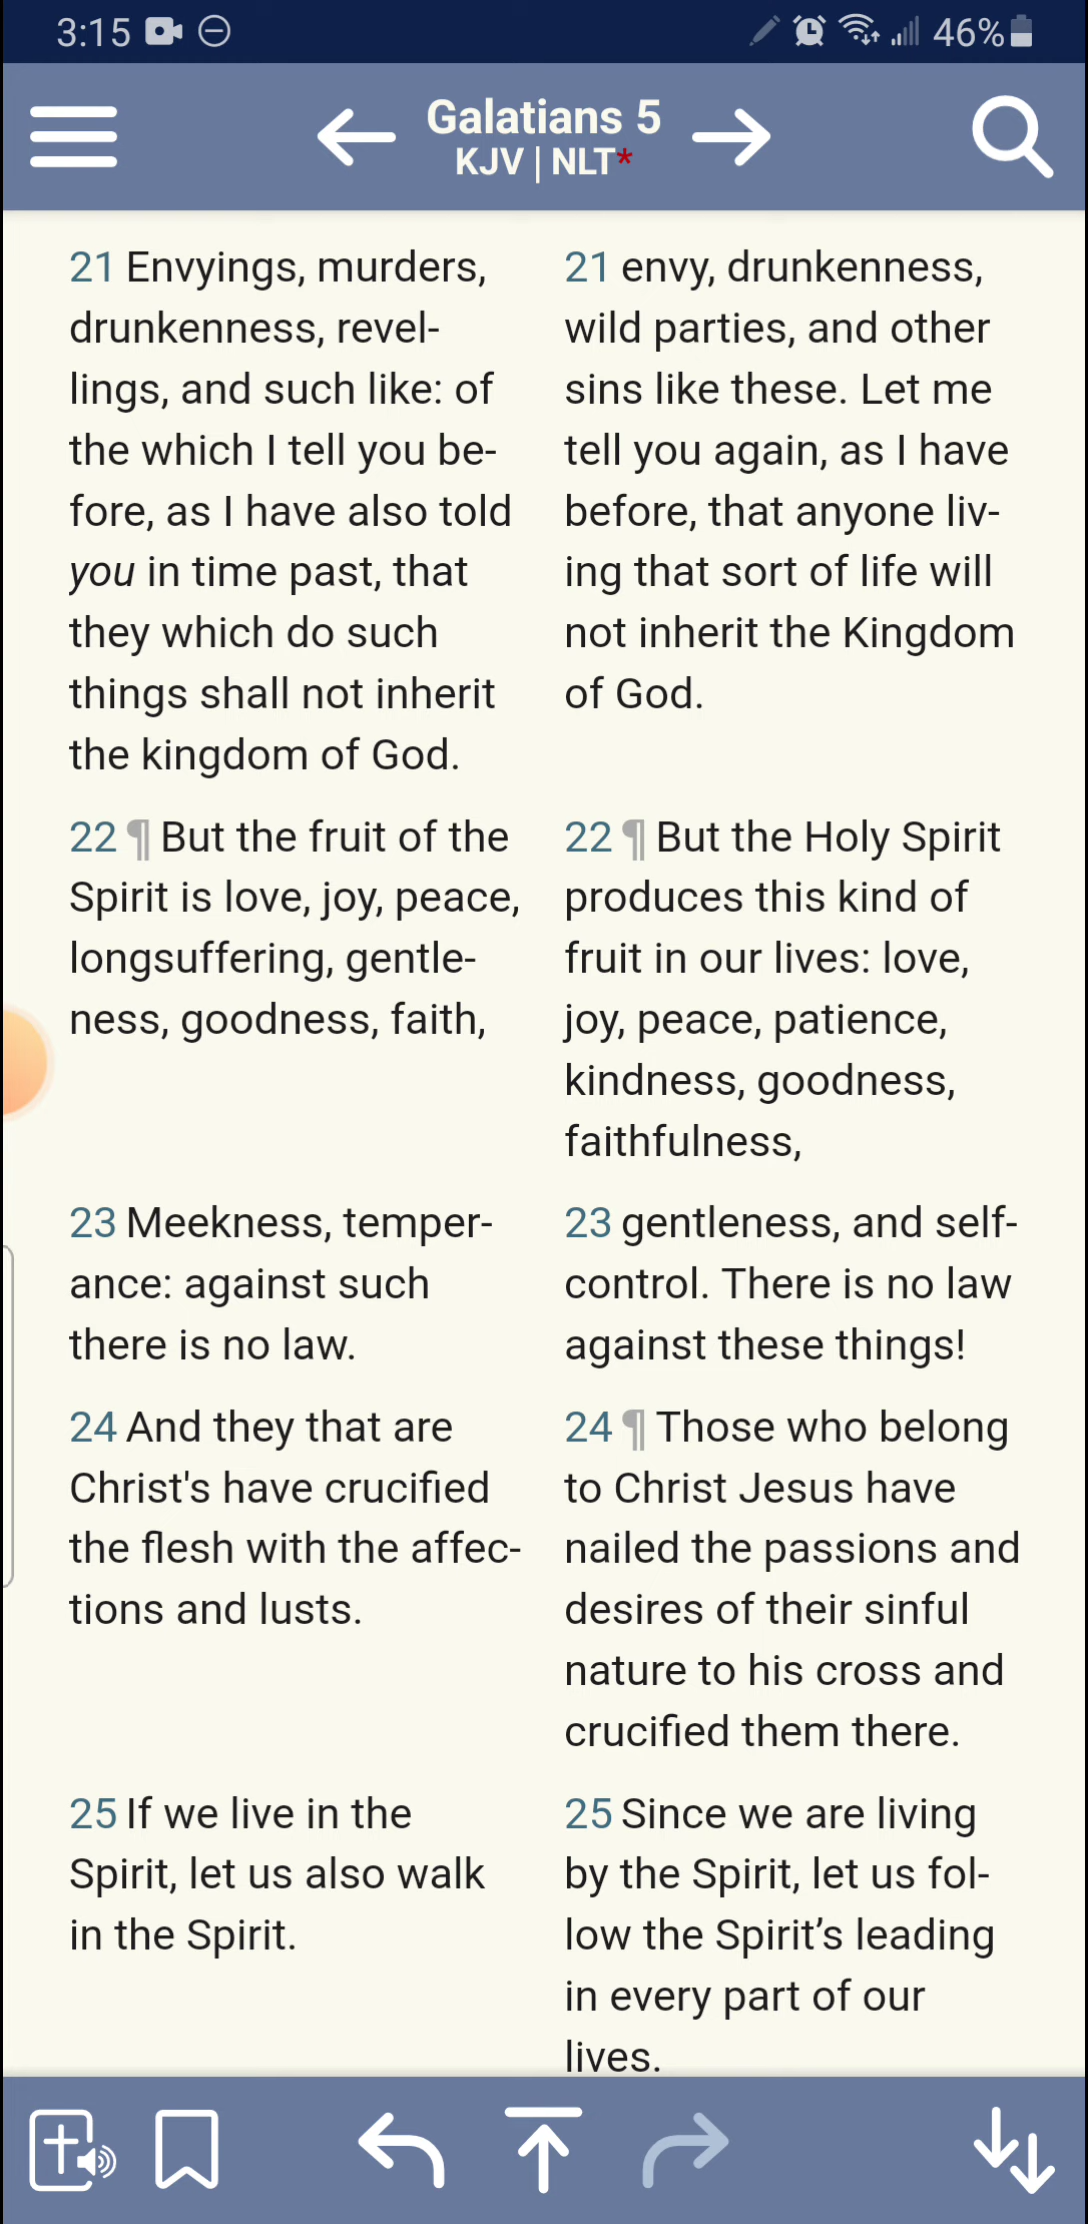 3:15
46%
Galatians 5
KJV | NLT*
21 Envyings, murders,
drunkenness, revel-
lings, and such like: of
the which I tell you be-
fore, as I have also told
you in time past, that
they which do such
things shall not inherit
the kingdom of God.
21 envy, drunkenness,
wild parties, and other
sins like these. Let me
tell you again, as I have
before, that anyone liv-
ing that sort of life will
not inherit the Kingdom
of God.
22 ¶ But the fruit of the
Spirit is love, joy, peace,
longsuffering, gentle-
ness, goodness, faith,
22 ¶ But the Holy Spirit
produces this kind of
fruit in our lives: love,
joy, peace, patience,
kindness, goodness,
faithfulness,
23 Meekness, temper-
ance: against such
there is no law.
23 gentleness, and self-
control. There is no law
against these things!
24 And they that are
Christ's have crucified
the flesh with the affec-
tions and lusts.
24 ¶ Those who belong
to Christ Jesus have
nailed the passions and
desires of their sinful
nature to his cross and
crucified them there.
25 If we live in the
Spirit, let us also walk
in the Spirit.
25 Since we are living
by the Spirit, let us fol-
low the Spirit’s leading
in every part of our
lives.